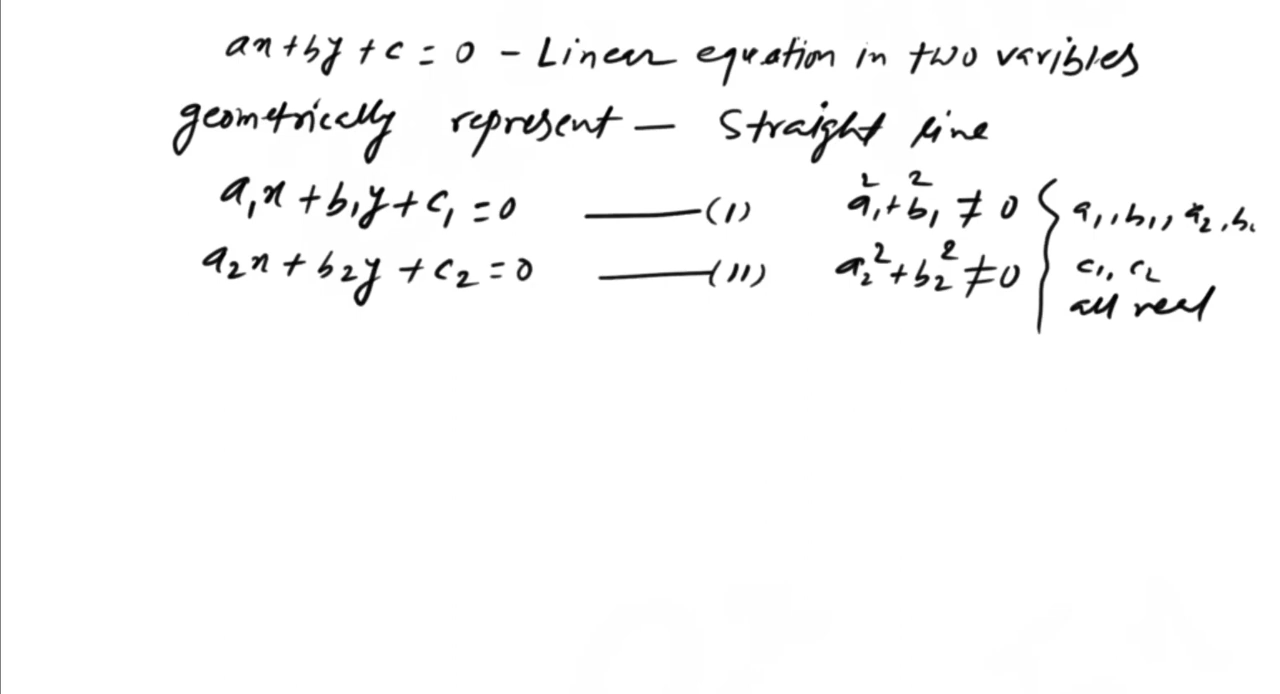 ax + by + c = 0 - Linear equation in two varibles
geometrically represent — Straight line
a₁x + b₁y + c₁ = 0 ——— (I) a₁² + b₁² ≠ 0 { a₁, b₁, a₂, b₂
a₂x + b₂y + c₂ = 0 ——— (II) a₂² + b₂² ≠ 0 c₁, c₂
all real